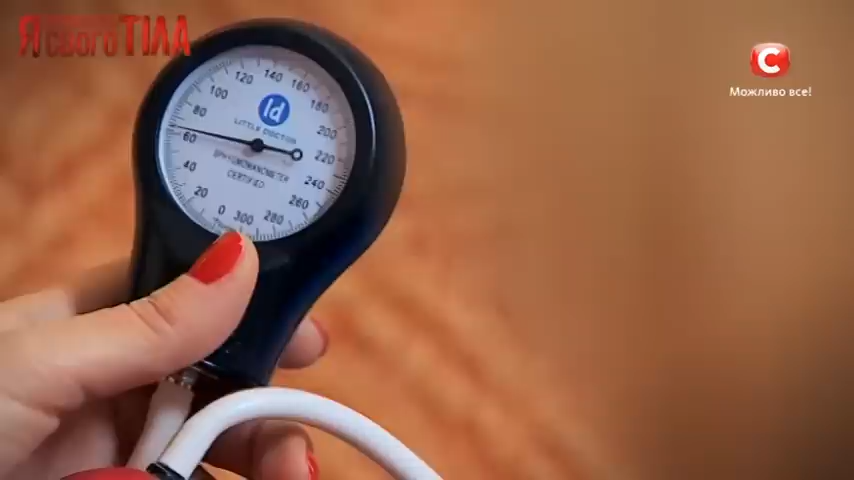 Я
свого ТІЛА
С
Можливо все!
ld
LITTLE DOCTOR
SPHYGMOMANOMETER
CERTIFIED
0
20
40
60
80
100
120
140
160
180
200
220
240
260
280
300